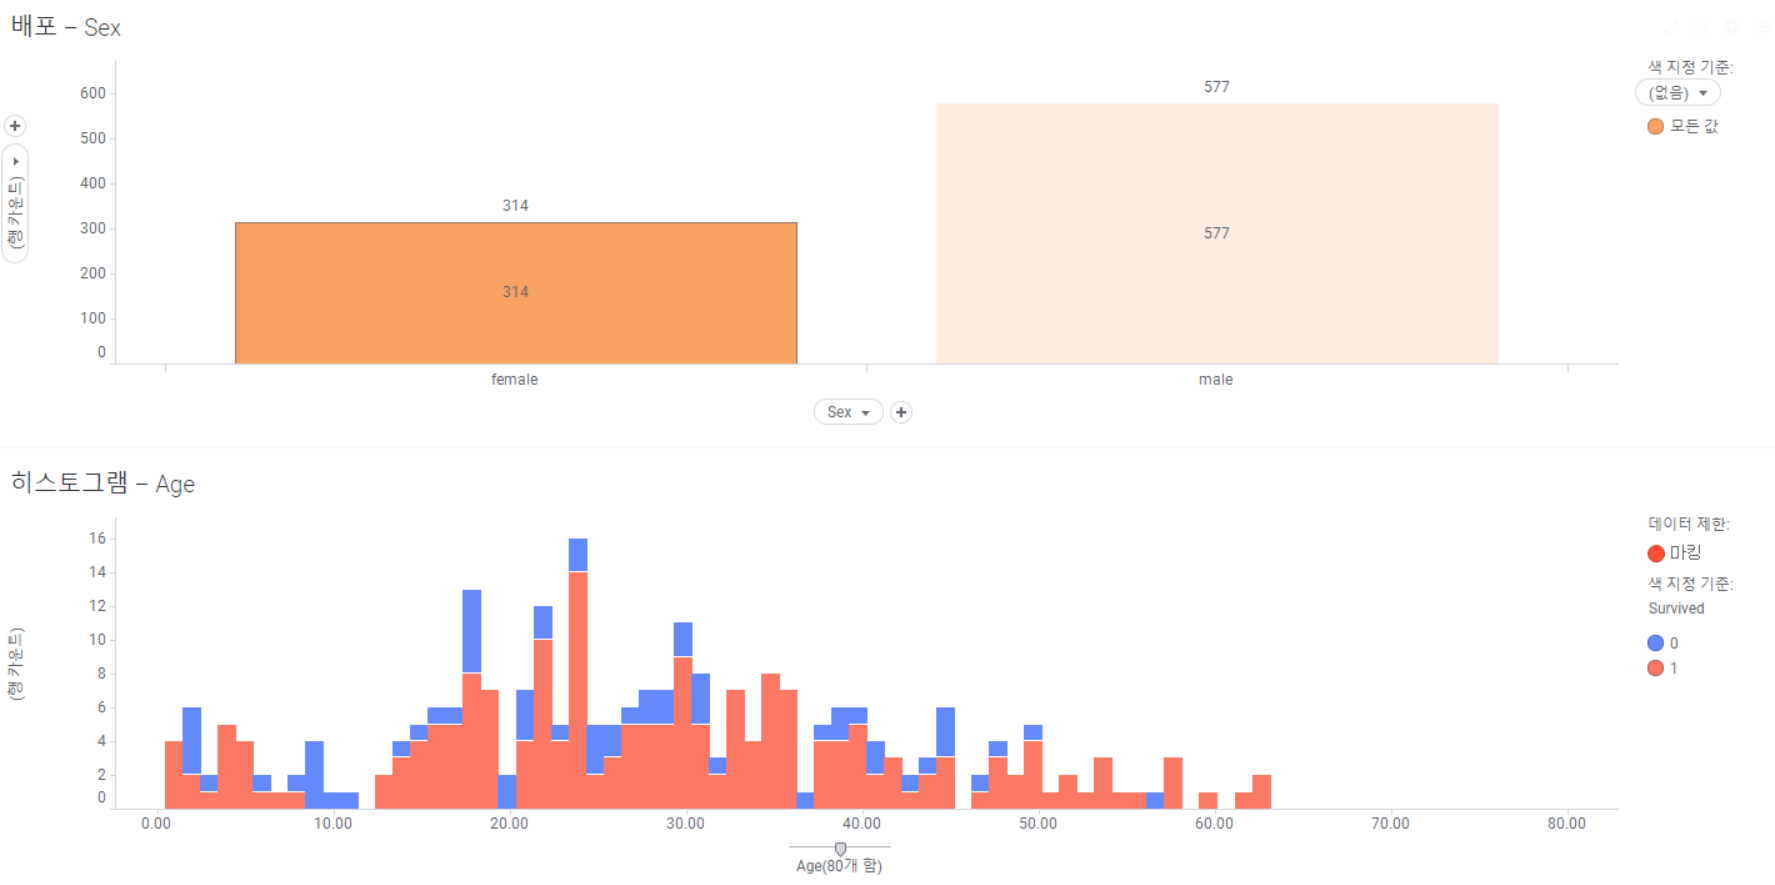 배포 – Sex
색 지정 기준:
(없음)
모든 값
(행 카운트)
600
500
400
300
200
100
0
314
314
577
577
female
male
Sex
히스토그램 – Age
데이터 제한:
마킹
색 지정 기준:
Survived
0
1
(행 카운트)
16
14
12
10
8
6
4
2
0
0.00 10.00 20.00 30.00 40.00 50.00 60.00 70.00 80.00
Age(80개 함)